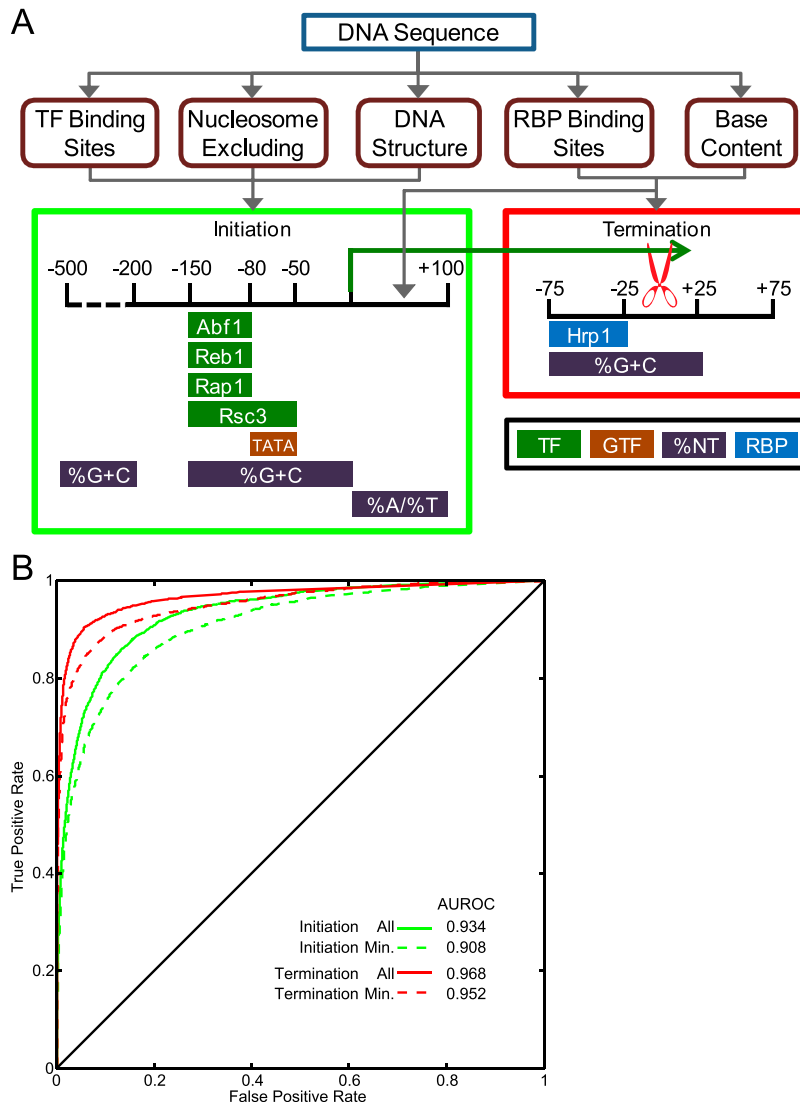 A
DNA Sequence
TF Binding Sites
Nucleosome Excluding
DNA Structure
RBP Binding Sites
Base Content
Initiation
-500 -200 -150 -80 -50 +100
Abf1
Reb1
Rap1
Rsc3
TATA
%G+C %G+C
%A/%T
Termination
-75 -25 +25 +75
Hrp1
%G+C
TF GTF %NT RBP
B
1
0.8
0.6
0.4
0.2
0
True Positive Rate
AUROC
Initiation All 0.934
Initiation Min. 0.908
Termination All 0.968
Termination Min. 0.952
0 0.2 0.4 0.6 0.8 1
False Positive Rate